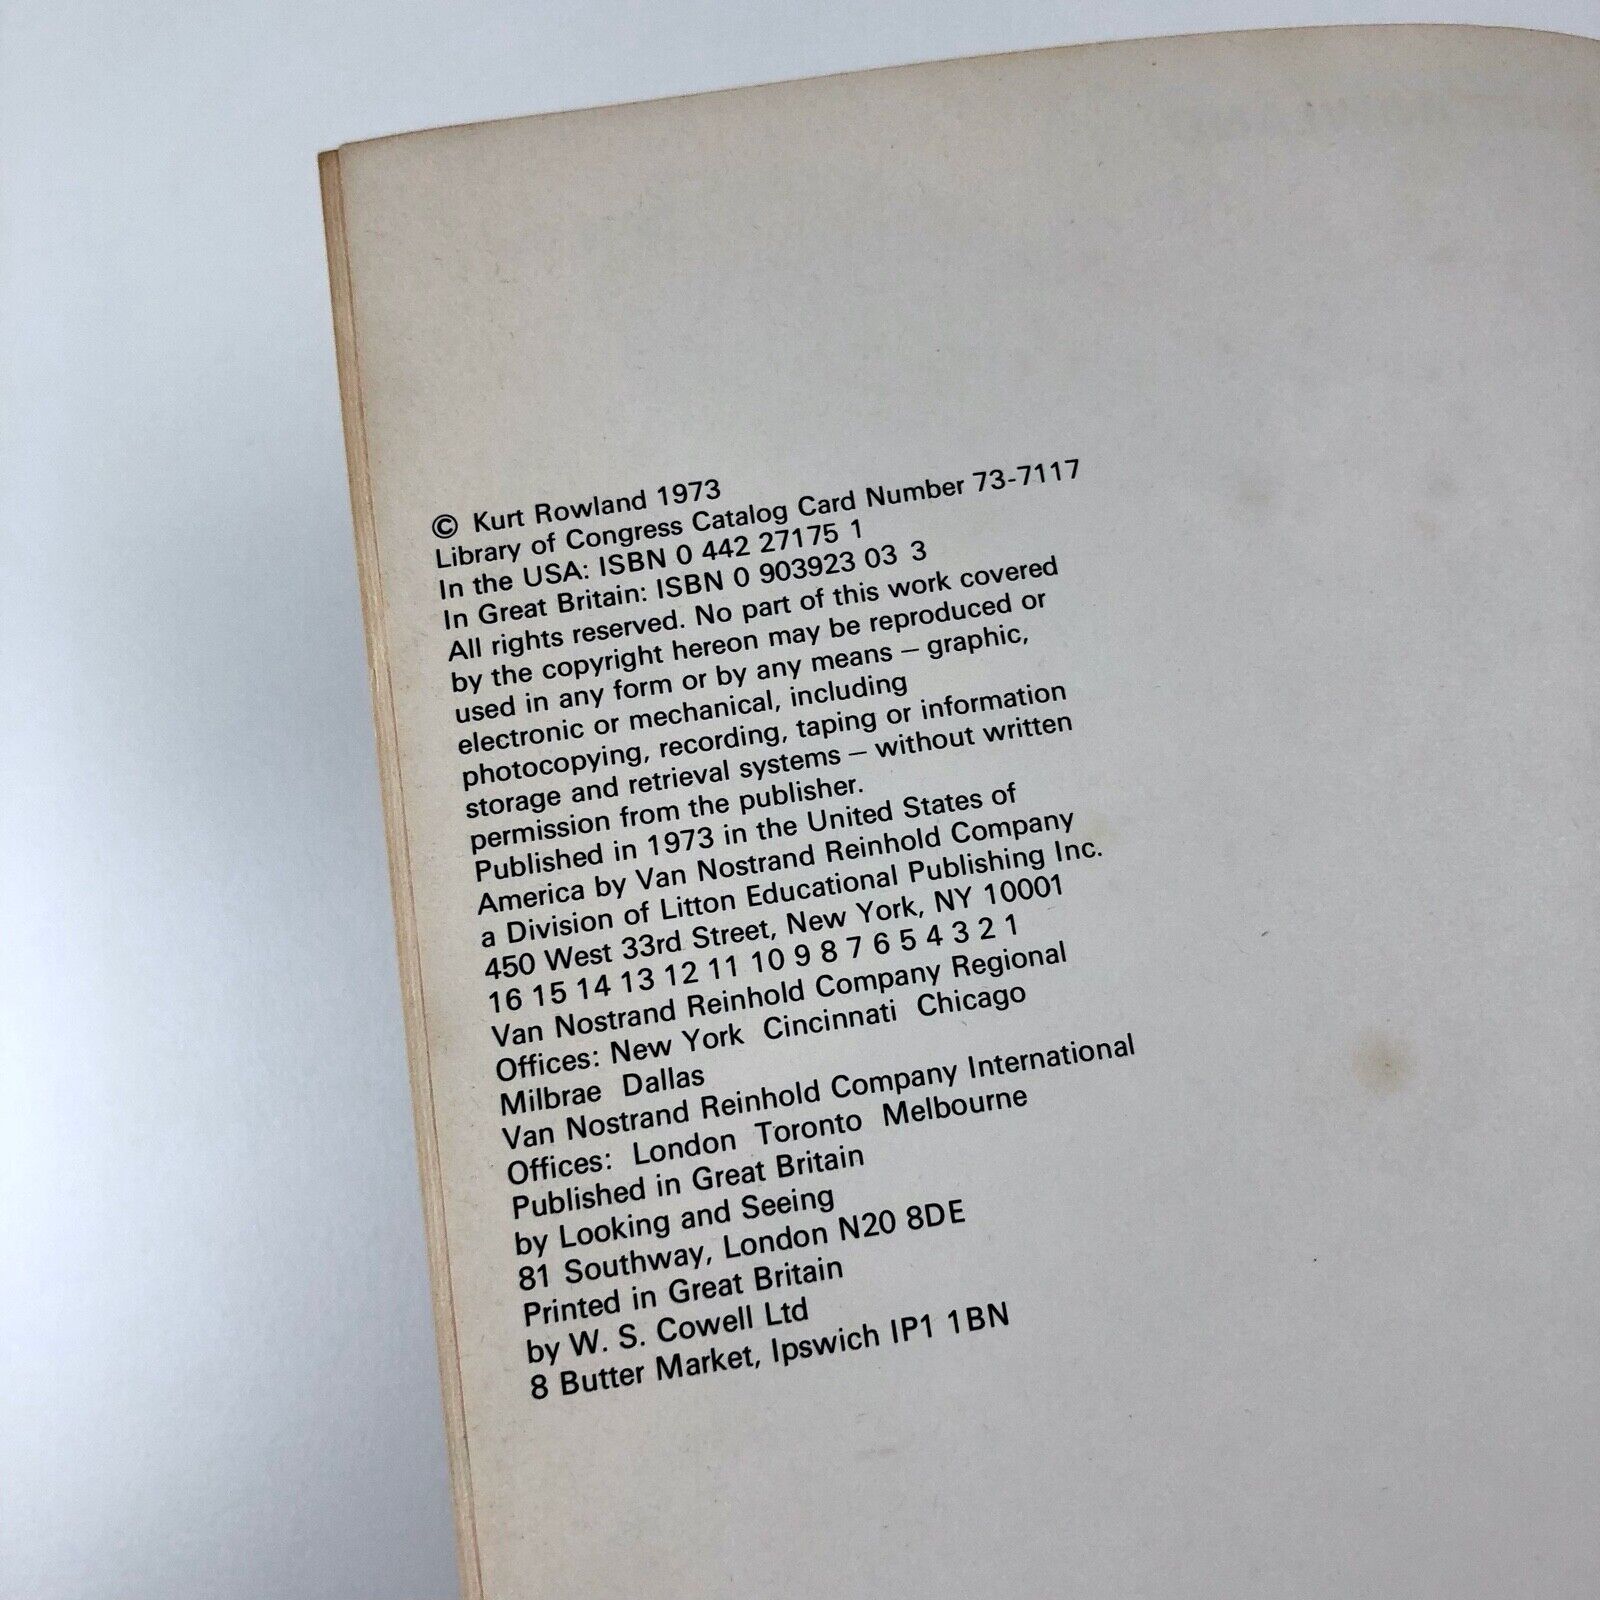 © Kurt Rowland 1973
Library of Congress Catalog Card Number 73-7117
In the USA: ISBN 0 442 27175 1
In Great Britain: ISBN 0 903923 03 3
All rights reserved. No part of this work covered
by the copyright hereon may be reproduced or
used in any form or by any means – graphic,
electronic or mechanical, including
photocopying, recording, taping or information
storage and retrieval systems – without written
permission from the publisher.
Published in 1973 in the United States of
America by Van Nostrand Reinhold Company
a Division of Litton Educational Publishing Inc.
450 West 33rd Street, New York, NY 10001
16 15 14 13 12 11 10 9 8 7 6 5 4 3 2 1
Van Nostrand Reinhold Company Regional
Offices: New York Cincinnati Chicago
Milbrae Dallas
Van Nostrand Reinhold Company International
Offices: London Toronto Melbourne
Published in Great Britain
by Looking and Seeing
81 Southway, London N20 8DE
Printed in Great Britain
by W. S. Cowell Ltd
8 Butter Market, Ipswich IP1 1BN